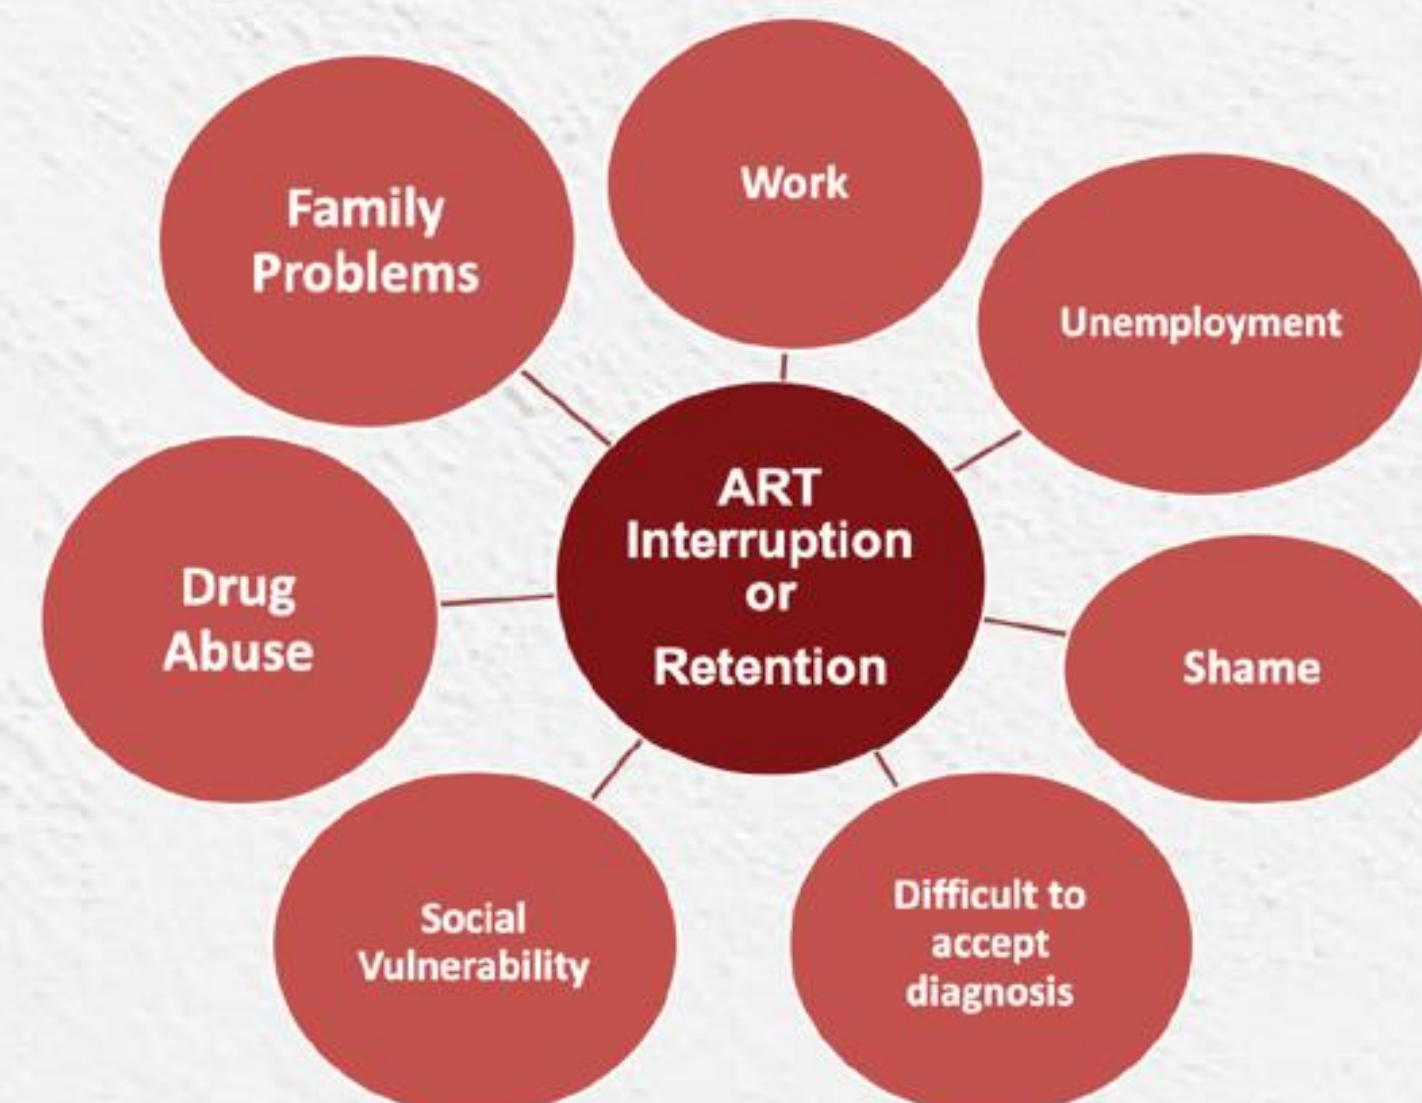 Family
Problems
Work
Unemployment
ART
Interruption
or
Retention
Drug
Abuse
Shame
Social
Vulnerability
Difficult to
accept
diagnosis